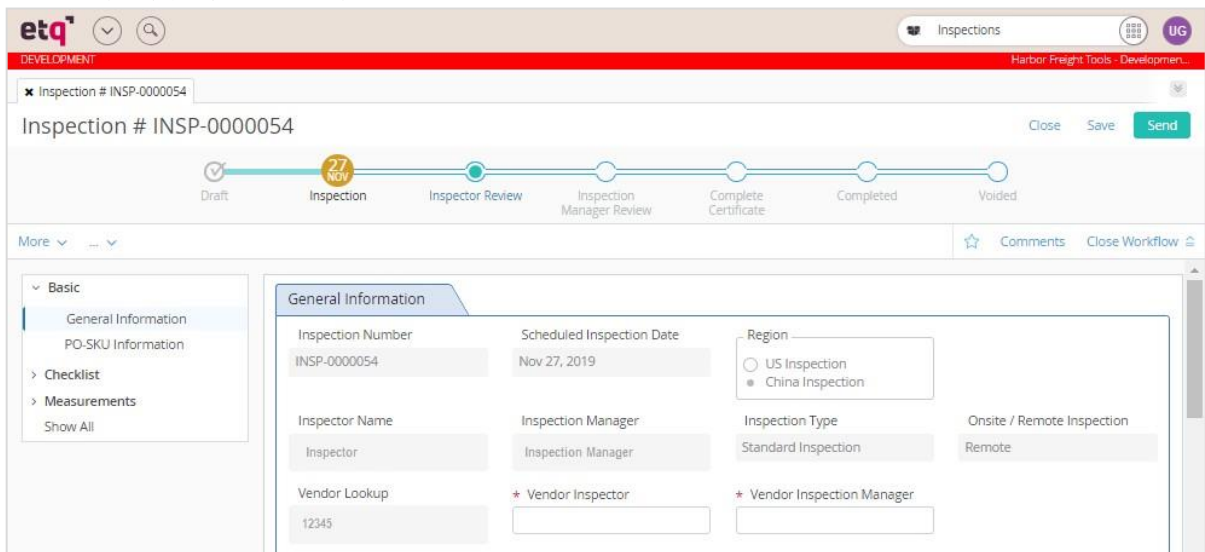 etq
Inspections
UG
DEVELOPMENT
Harbor Freight Tools - Developmen...
× Inspection # INSP-0000054
Inspection # INSP-0000054
Close Save Send
27
NOV
Draft Inspection Inspector Review Inspection Complete Completed Voided
Manager Review Certificate
More ... Comments Close Workflow
Basic
General Information
PO-SKU Information
Checklist
Measurements
Show All
General Information
Inspection Number Scheduled Inspection Date Region
INSP-0000054 Nov 27, 2019 US Inspection
China Inspection
Inspector Name Inspection Manager Inspection Type Onsite / Remote Inspection
Inspector Inspection Manager Standard Inspection Remote
Vendor Lookup * Vendor Inspector * Vendor Inspection Manager
12345